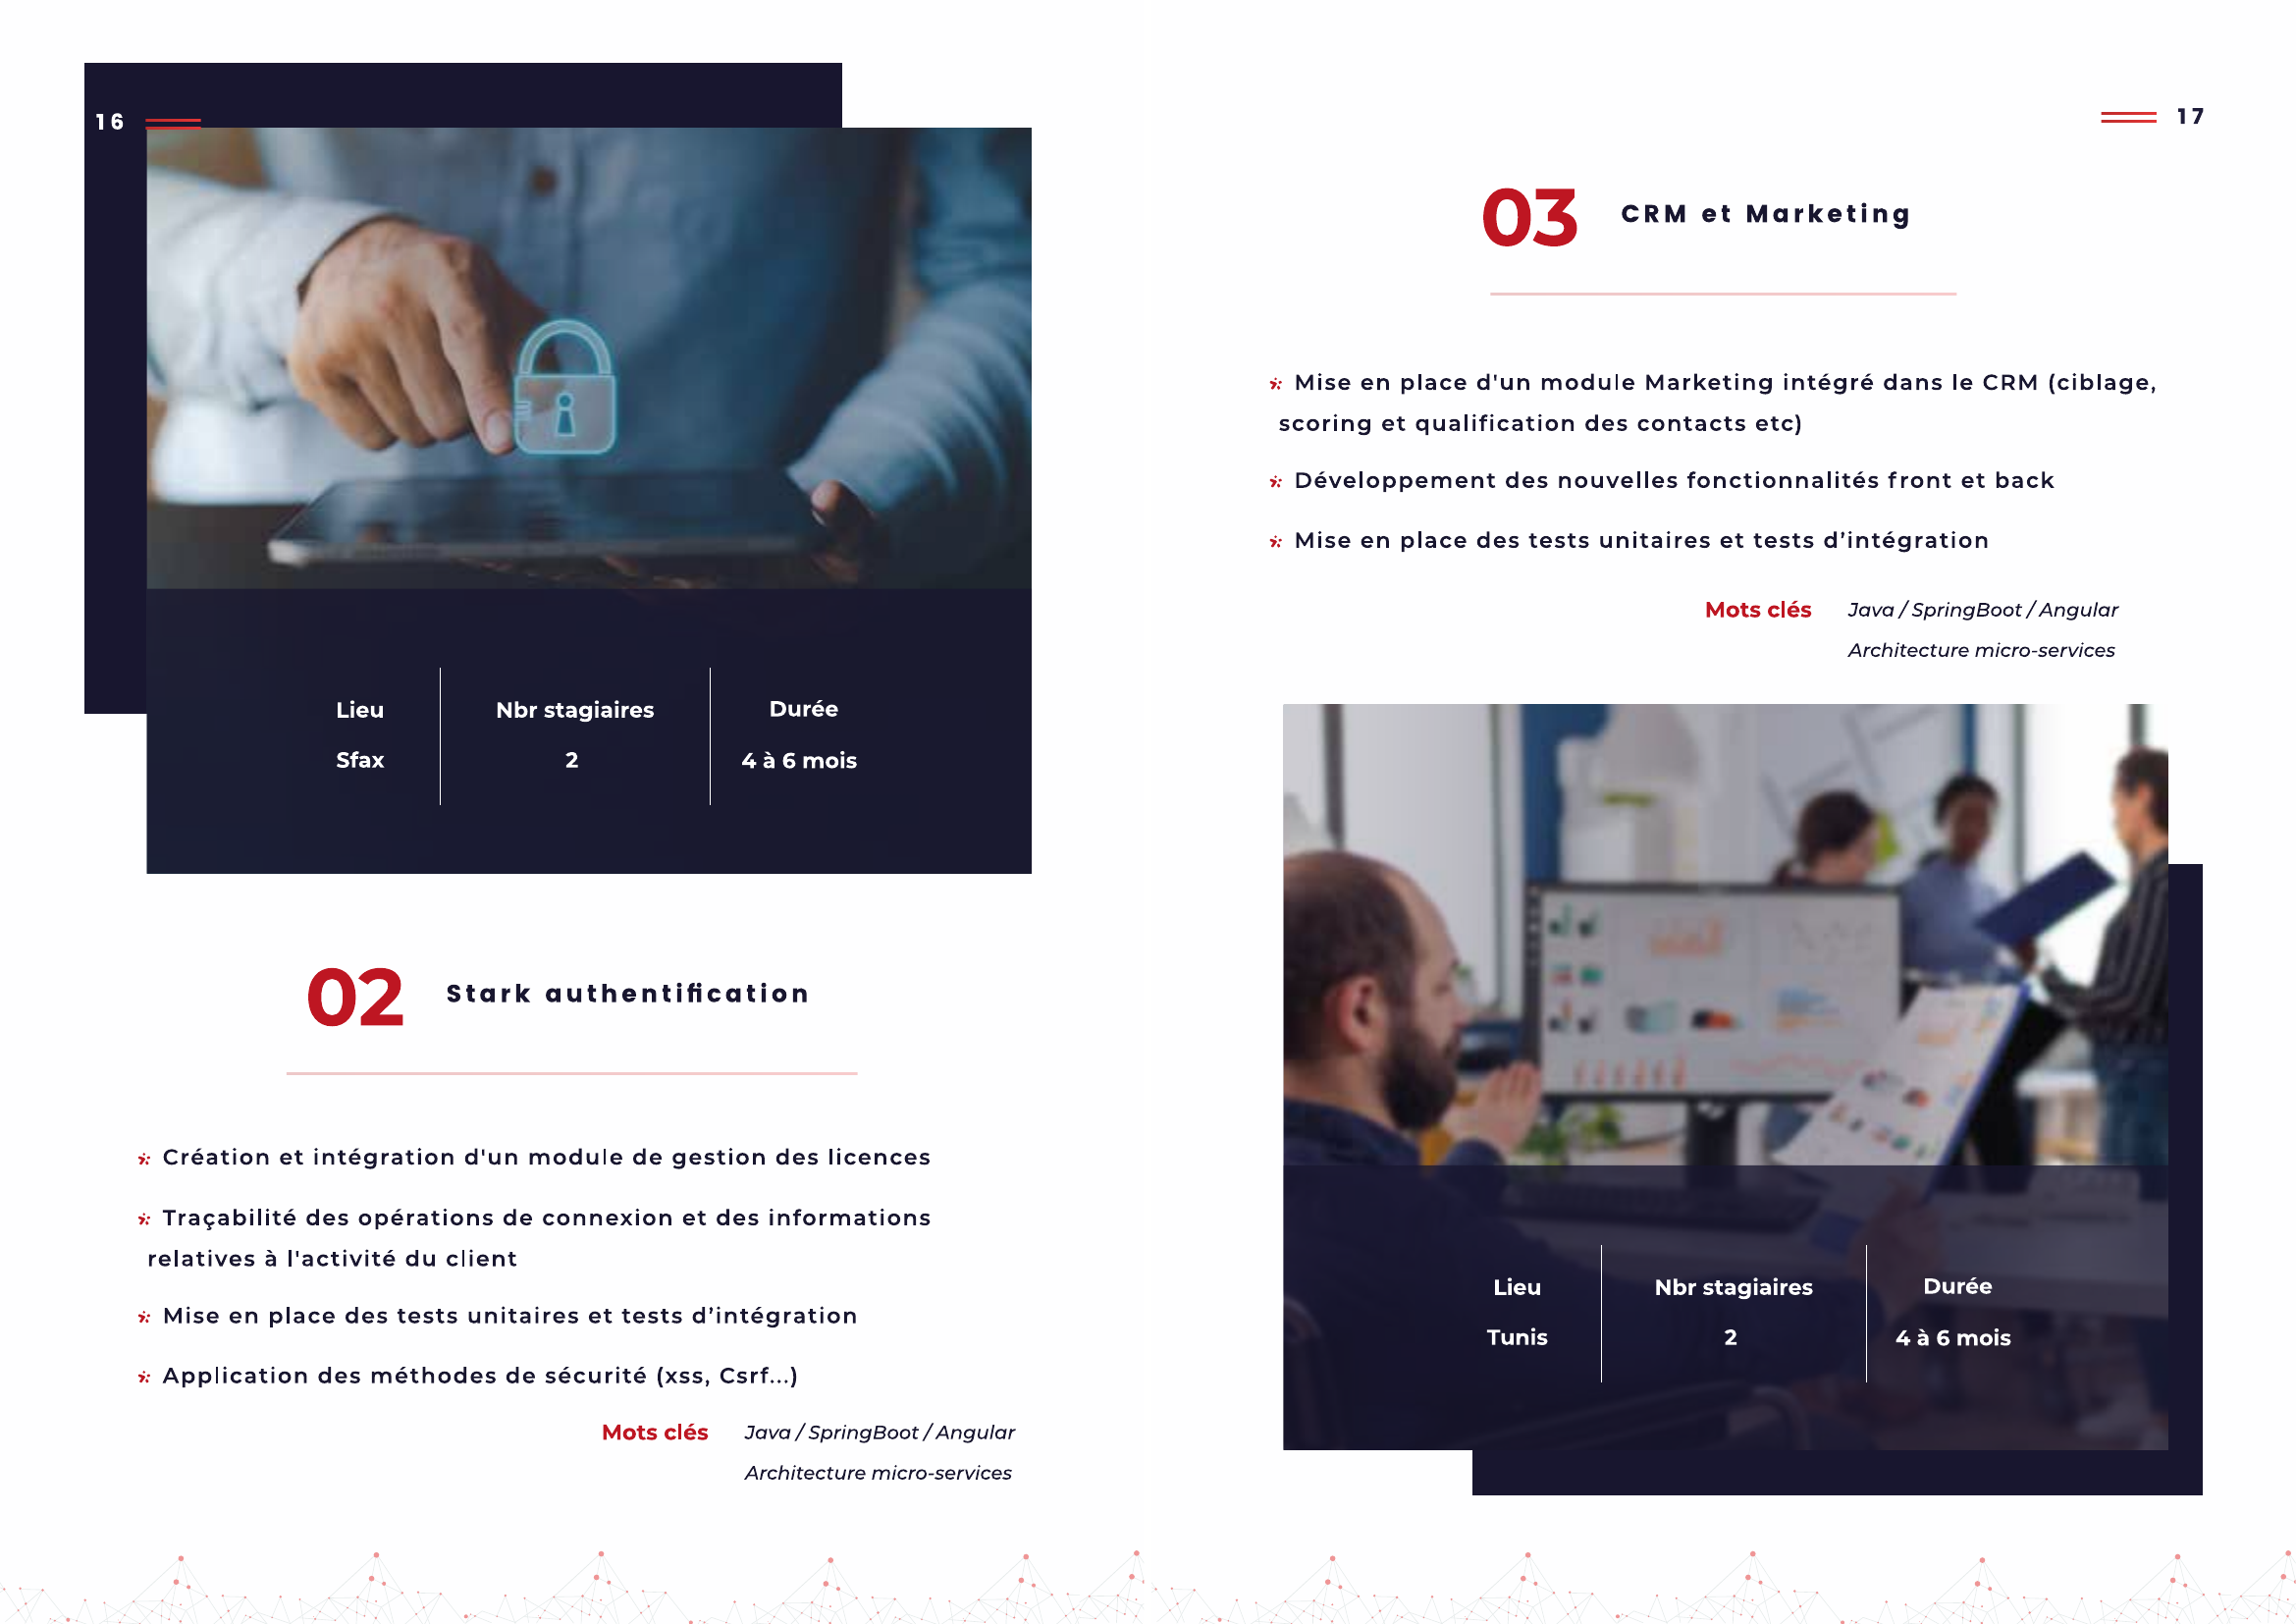 16
Lieu
Nbr stagiaires
Durée
Sfax
2
4 à 6 mois
02
Stark authentification
Création et intégration d'un module de gestion des licences
Traçabilité des opérations de connexion et des informations
relatives à l'activité du client
Mise en place des tests unitaires et tests d’intégration
Application des méthodes de sécurité (xss, Csrf...)
Mots clés
Java / SpringBoot / Angular
Architecture micro-services
17
03
CRM et Marketing
Mise en place d'un module Marketing intégré dans le CRM (ciblage,
scoring et qualification des contacts etc)
Développement des nouvelles fonctionnalités front et back
Mise en place des tests unitaires et tests d’intégration
Mots clés
Java / SpringBoot / Angular
Architecture micro-services
Lieu
Nbr stagiaires
Durée
Tunis
2
4 à 6 mois